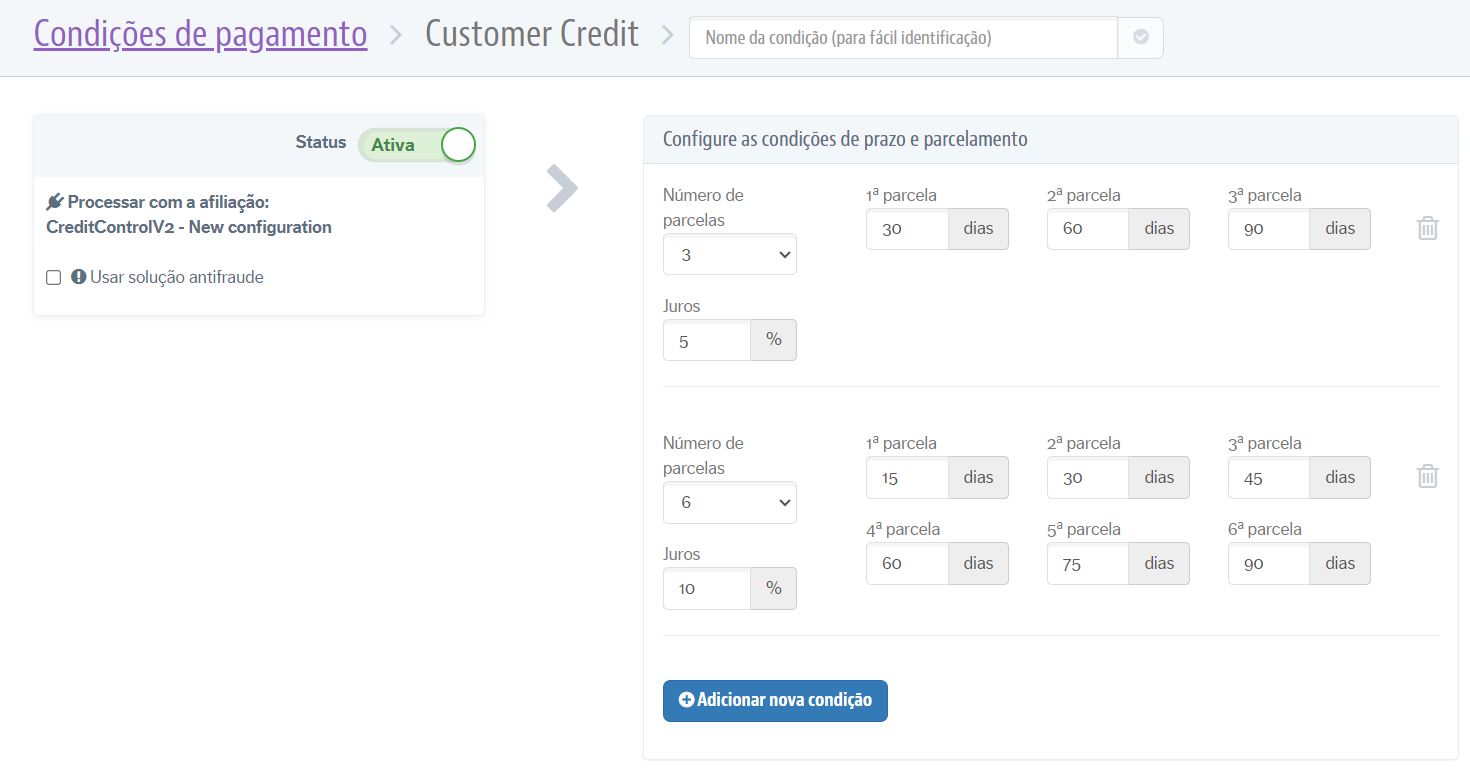 Condições de pagamento > Customer Credit > Nome da condição (para fácil identificação)
Status Ativa
Processar com a afiliação:
CreditControlV2 - New configuration
Usar solução antifraude
Configure as condições de prazo e parcelamento
Número de parcelas
3
1ª parcela 2ª parcela 3ª parcela
30 dias 60 dias 90 dias
Juros
5 %
Número de parcelas
6
1ª parcela 2ª parcela 3ª parcela
15 dias 30 dias 45 dias
4ª parcela 5ª parcela 6ª parcela
60 dias 75 dias 90 dias
Juros
10 %
Adicionar nova condição